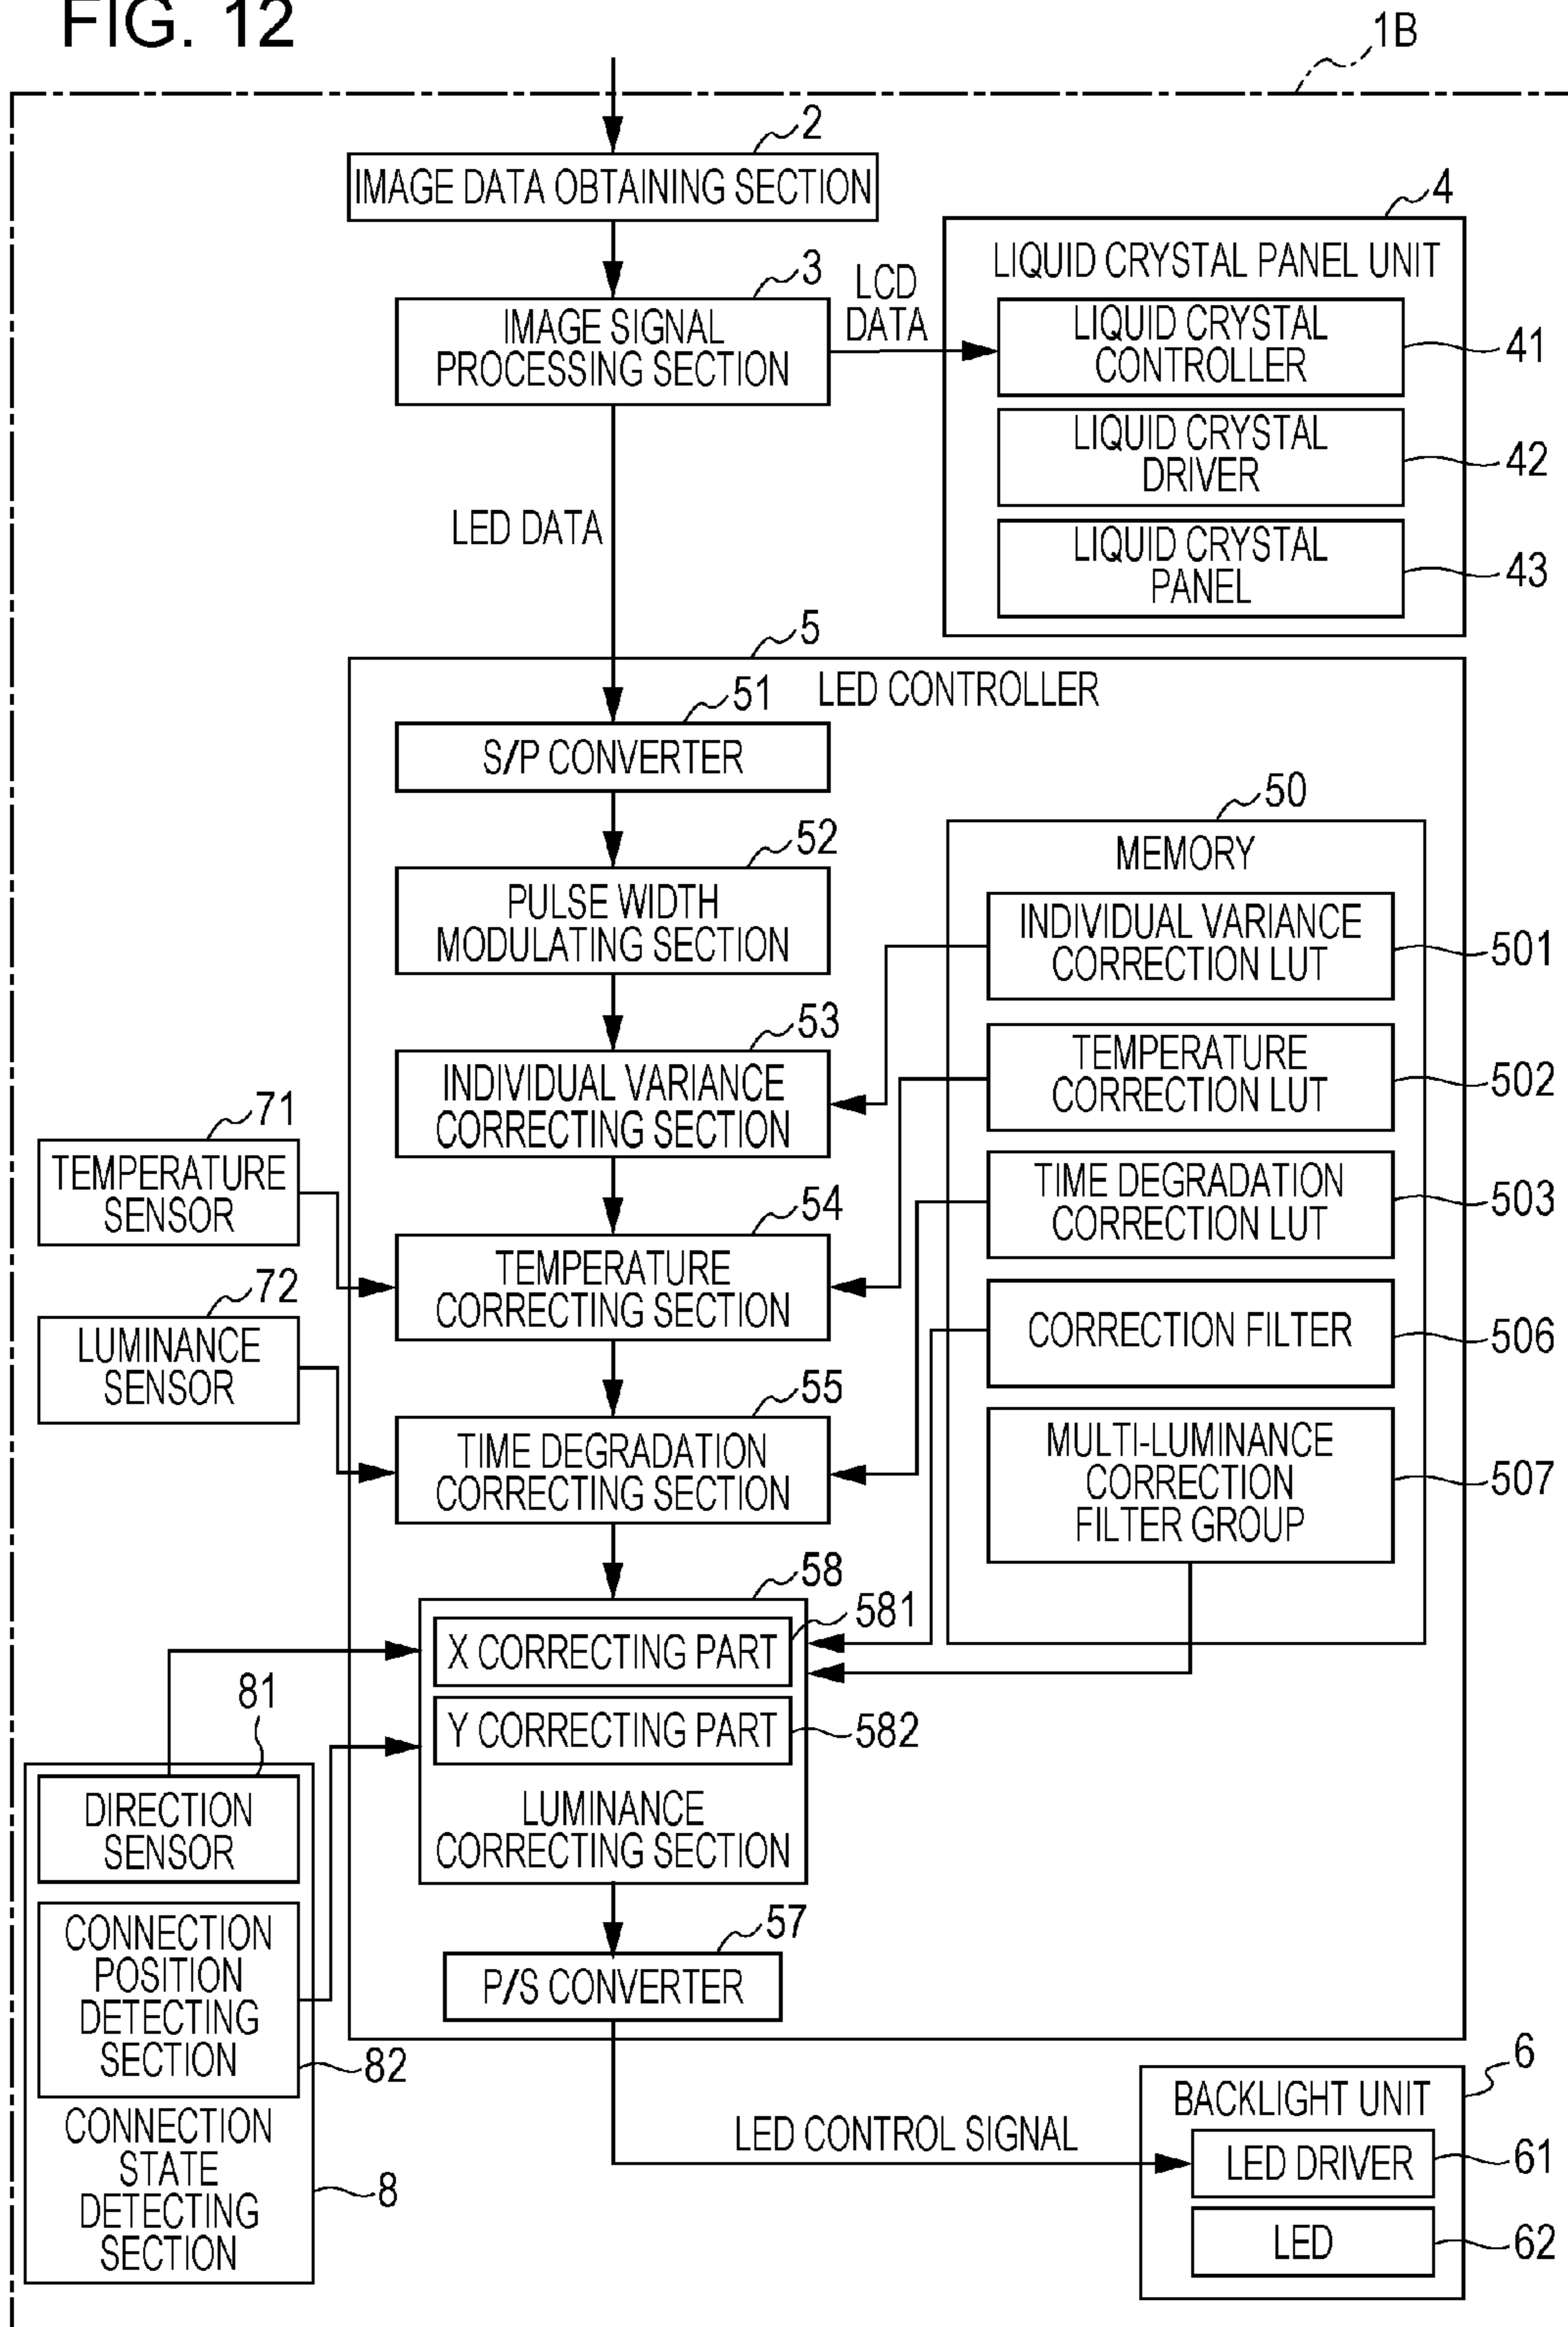 FIG. 12
1B
2
IMAGE DATA OBTAINING SECTION
3
IMAGE SIGNAL
PROCESSING SECTION
LCD
DATA
4
LIQUID CRYSTAL PANEL UNIT
LIQUID CRYSTAL
CONTROLLER
41
LIQUID CRYSTAL
DRIVER
42
LIQUID CRYSTAL
PANEL
43
LED DATA
5
LED CONTROLLER
51
S/P CONVERTER
52
PULSE WIDTH
MODULATING SECTION
53
INDIVIDUAL VARIANCE
CORRECTING SECTION
54
TEMPERATURE
CORRECTING SECTION
55
TIME DEGRADATION
CORRECTING SECTION
50
MEMORY
INDIVIDUAL VARIANCE
CORRECTION LUT
501
TEMPERATURE
CORRECTION LUT
502
TIME DEGRADATION
CORRECTION LUT
503
CORRECTION FILTER
506
MULTI-LUMINANCE
CORRECTION
FILTER GROUP
507
71
TEMPERATURE
SENSOR
72
LUMINANCE
SENSOR
58
581
X CORRECTING PART
Y CORRECTING PART
582
LUMINANCE
CORRECTING SECTION
81
DIRECTION
SENSOR
CONNECTION
POSITION
DETECTING
SECTION
82
CONNECTION
STATE
DETECTING
SECTION
8
57
P/S CONVERTER
LED CONTROL SIGNAL
6
BACKLIGHT UNIT
LED DRIVER
61
LED
62